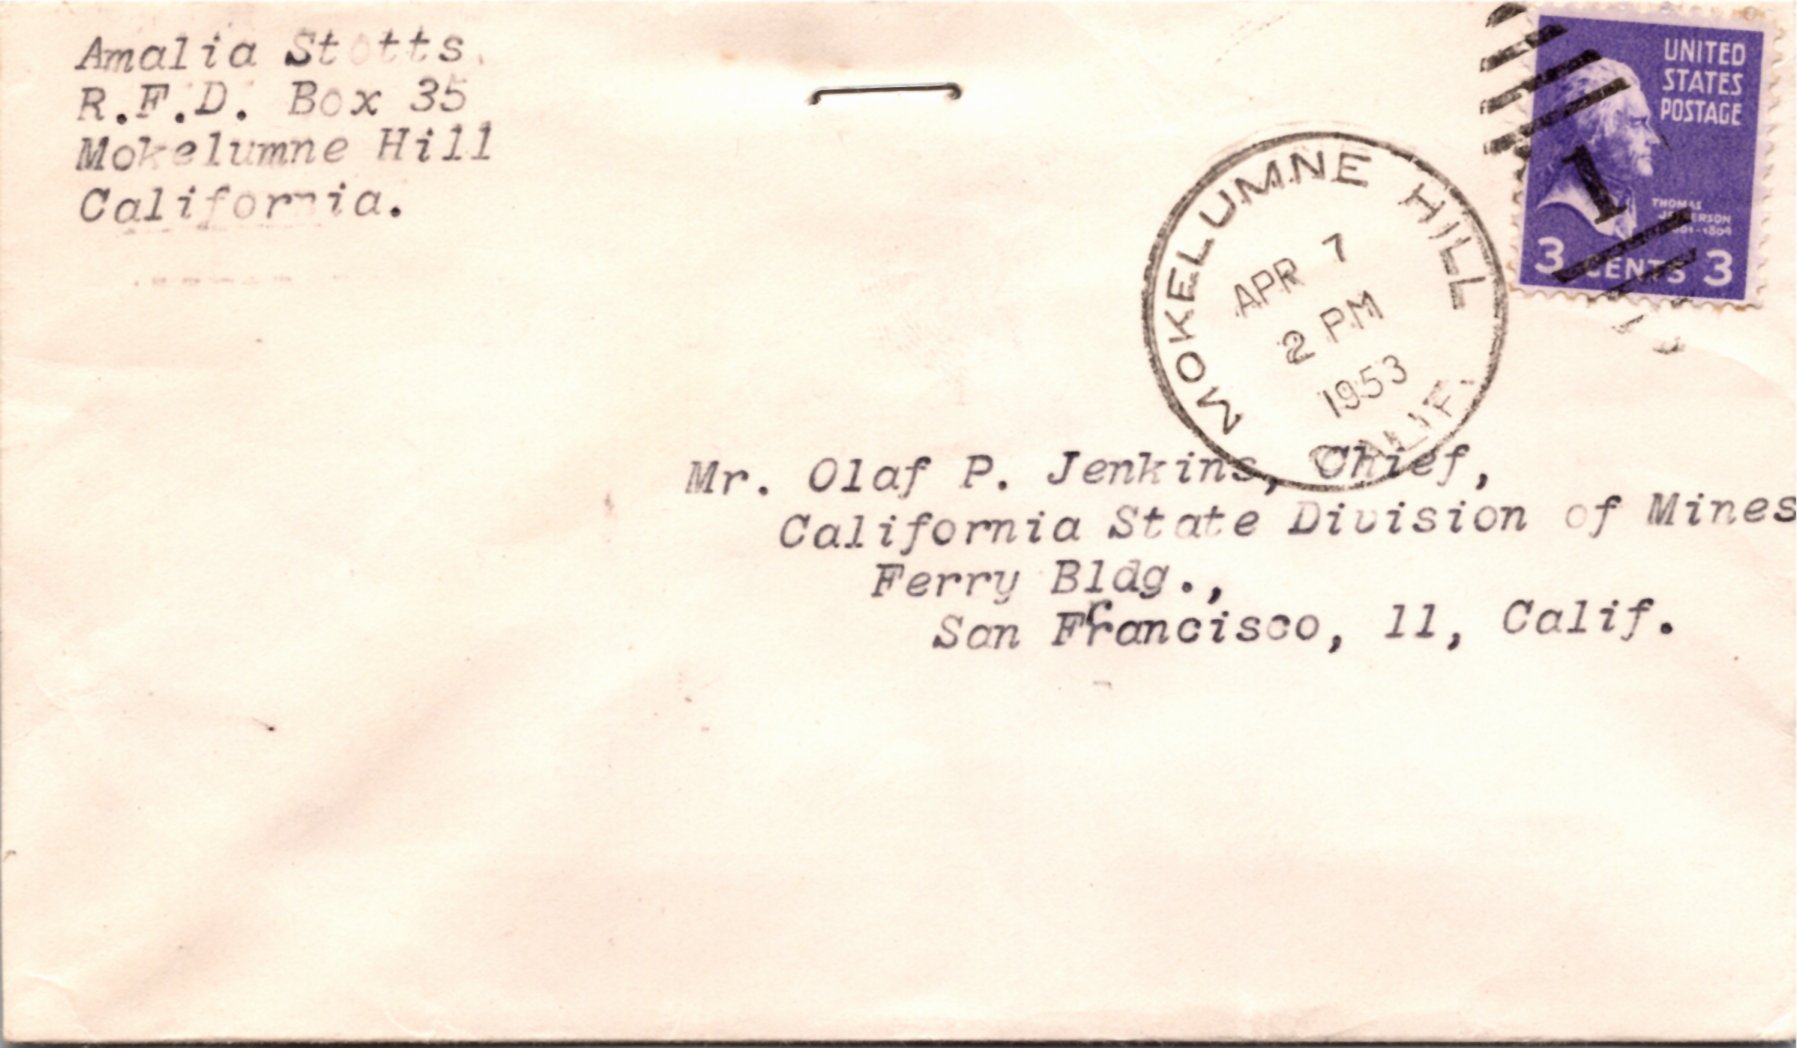 Amalia Stotts.
R.F.D. Box 35
Mokelumne Hill
California.
UNITED
STATES
POSTAGE
THOMAS
JEFFERSON
1801-1809
3 CENTS 3
1
MOKELUMNE HILL
APR 7
2 PM
1953
CALIF.
Mr. Olaf P. Jenkins, Chief,
California State Division of Mines
Ferry Bldg.,
San Francisco, 11, Calif.